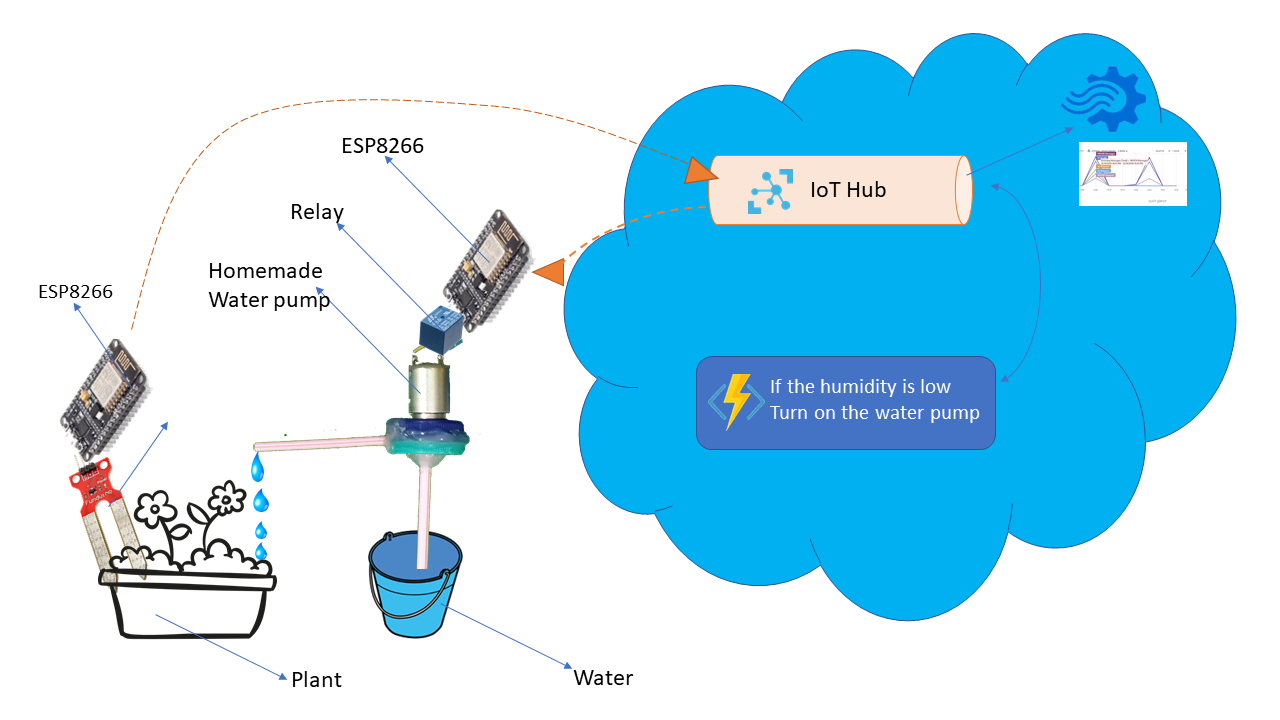 ESP8266
Relay
Homemade
Water pump
ESP8266
IoT Hub
If the humidity is low
Turn on the water pump
Plant
Water